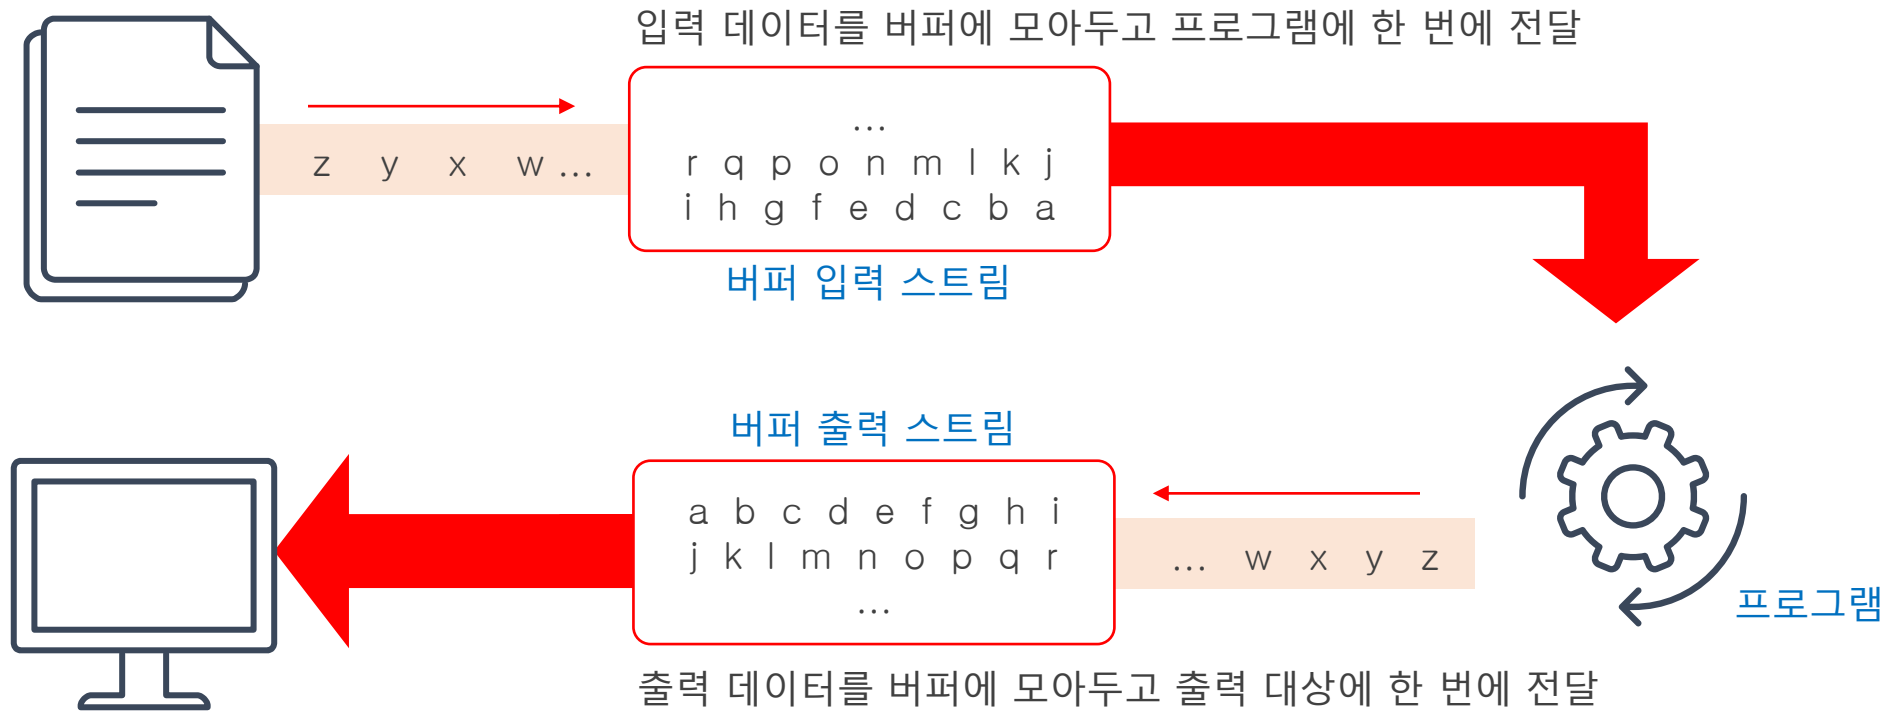 입력 데이터를 버퍼에 모아두고 프로그램에 한 번에 전달
z y x w ...
...
r q p o n m l k j
i h g f e d c b a
버퍼 입력 스트림
버퍼 출력 스트림
a b c d e f g h i
j k l m n o p q r
...
... w x y z
프로그램
출력 데이터를 버퍼에 모아두고 출력 대상에 한 번에 전달